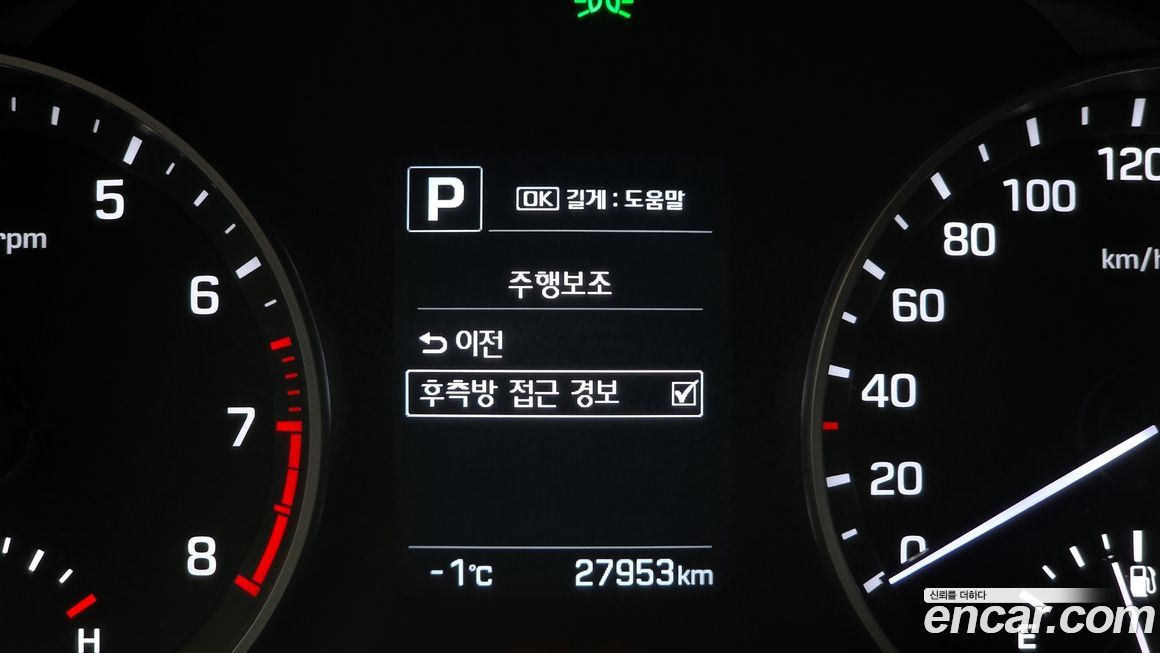 5
rpm
6
7
8
H
P
OK 길게 : 도움말
주행보조
이전
후측방 접근 경보
-1℃ 27953km
120
100
80
km/h
60
40
20
0
E
신뢰를 더하다
encar.com